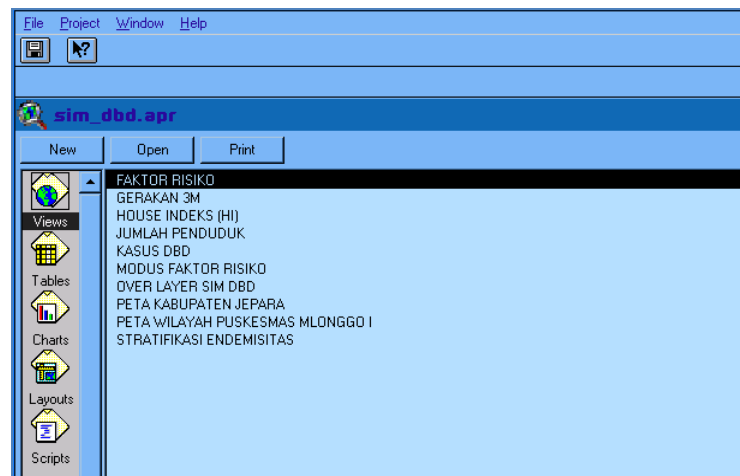 File Project Window Help
sim_dbd.apr
New Open Print
Views
Tables
Charts
Layouts
Scripts
FAKTOR RISIKO
GERAKAN 3M
HOUSE INDEKS (HI)
JUMLAH PENDUDUK
KASUS DBD
MODUS FAKTOR RISIKO
OVER LAYER SIM DBD
PETA KABUPATEN JEPARA
PETA WILAYAH PUSKESMAS MLONGGO I
STRATIFIKASI ENDEMISITAS